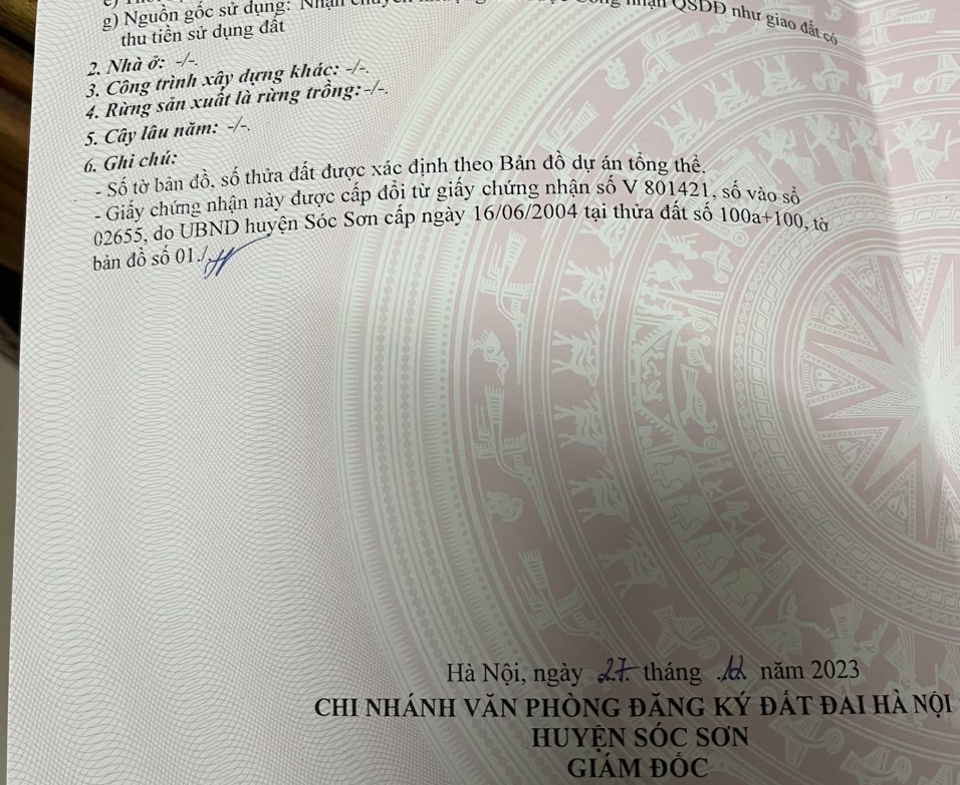 g) Nguồn gốc sử dụng: Nhận nhận QSDĐ như giao đất có
thu tiền sử dụng đất
2. Nhà ở: -/-.
3. Công trình xây dựng khác: -/-.
4. Rừng sản xuất là rừng trồng: -/-.
5. Cây lâu năm: -/-.
6. Ghi chú:
- Số tờ bản đồ, số thửa đất được xác định theo Bản đồ dự án tổng thể.
- Giấy chứng nhận này được cấp đổi từ giấy chứng nhận số V 801421, số vào sổ
02655, do UBND huyện Sóc Sơn cấp ngày 16/06/2004 tại thửa đất số 100a+100, tờ
bản đồ số 01./.
Hà Nội, ngày 27 tháng 12 năm 2023
CHI NHÁNH VĂN PHÒNG ĐĂNG KÝ ĐẤT ĐAI HÀ NỘI
HUYỆN SÓC SƠN
GIÁM ĐỐC